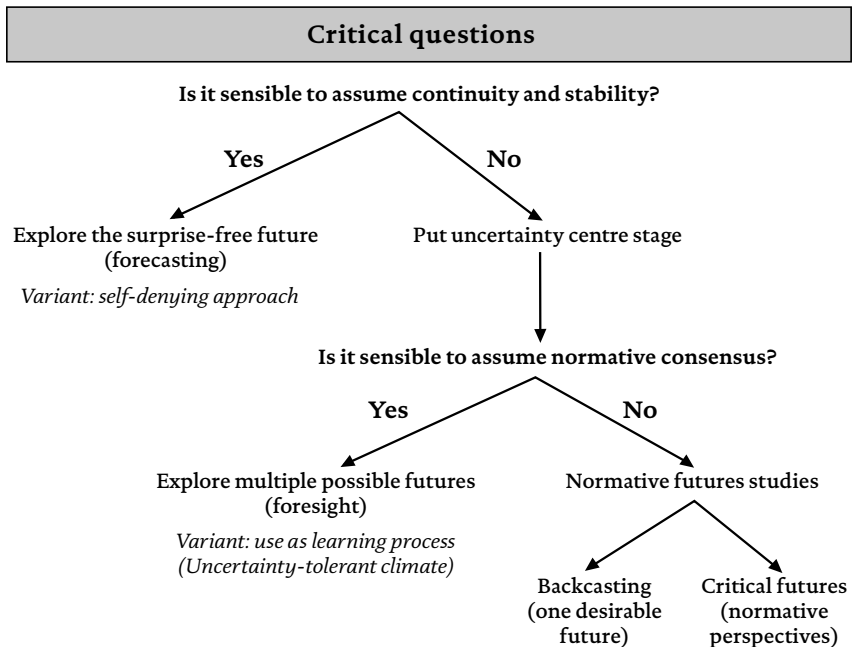 Critical questions
Is it sensible to assume continuity and stability?
Yes
No
Explore the surprise-free future
(forecasting)
Variant: self-denying approach
Put uncertainty centre stage
Is it sensible to assume normative consensus?
Yes
No
Explore multiple possible futures
(foresight)
Variant: use as learning process
(Uncertainty-tolerant climate)
Normative futures studies
Backcasting
(one desirable
future)
Critical futures
(normative
perspectives)